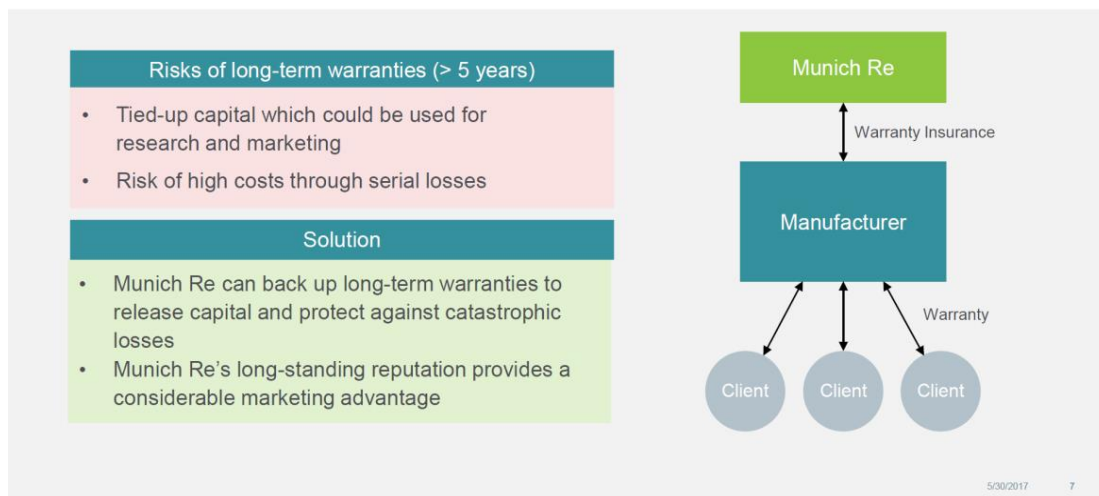 Risks of long-term warranties (> 5 years)
• Tied-up capital which could be used for
research and marketing
• Risk of high costs through serial losses
Solution
• Munich Re can back up long-term warranties to
release capital and protect against catastrophic
losses
• Munich Re's long-standing reputation provides a
considerable marketing advantage
Munich Re
Warranty Insurance
Manufacturer
Warranty
Client
Client
Client
5/30/2017
7